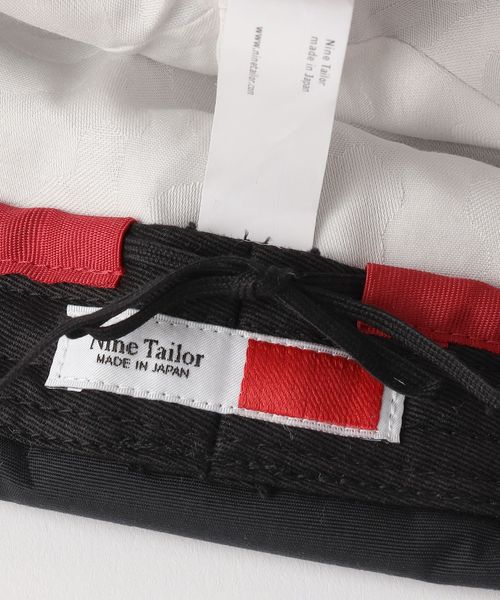 Nine Tailor
made in Japan
www.ninetailor.com
Nine Tailor
MADE IN JAPAN